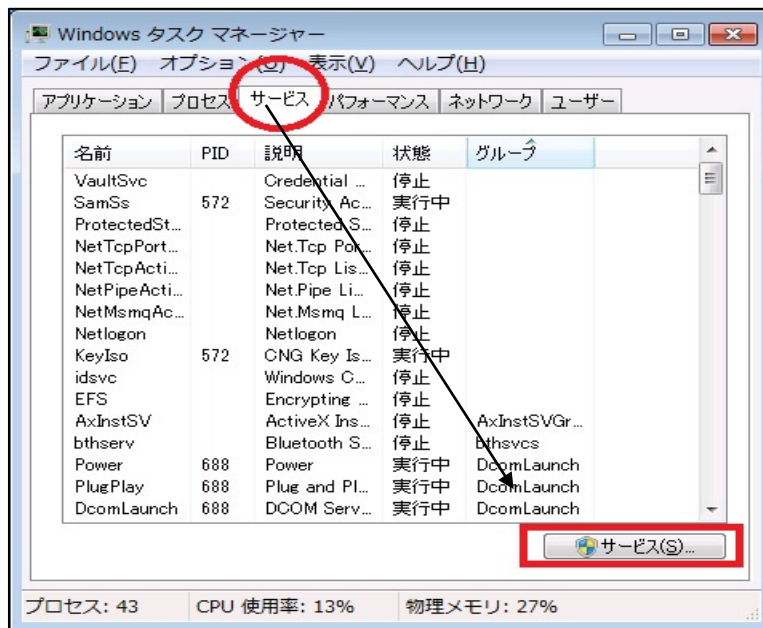 Windows タスク マネージャー
ファイル(F) オプション(O) 表示(V) ヘルプ(H)
アプリケーション プロセス サービス パフォーマンス ネットワーク ユーザー
名前 PID 説明 状態 グループ
VaultSvc Credential ... 停止
SamSs 572 Security Ac... 実行中
ProtectedSt... Protected S... 停止
NetTcpPort... Net.Tcp Por... 停止
NetTcpActi... Net.Tcp Lis... 停止
NetPipeActi... Net.Pipe Li... 停止
NetMsmqAc... Net.Msmq L... 停止
Netlogon Netlogon 停止
KeyIso 572 CNG Key Is... 実行中
idsvc Windows C... 停止
EFS Encrypting ... 停止
AxInstSV ActiveX Ins... 停止 AxInstSVGr...
bthserv Bluetooth S... 停止 bthsvcs
Power 688 Power 実行中 DcomLaunch
PlugPlay 688 Plug and Pl... 実行中 DcomLaunch
DcomLaunch 688 DCOM Serv... 実行中 DcomLaunch
サービス(S)...
プロセス: 43 CPU 使用率: 13% 物理メモリ: 27%